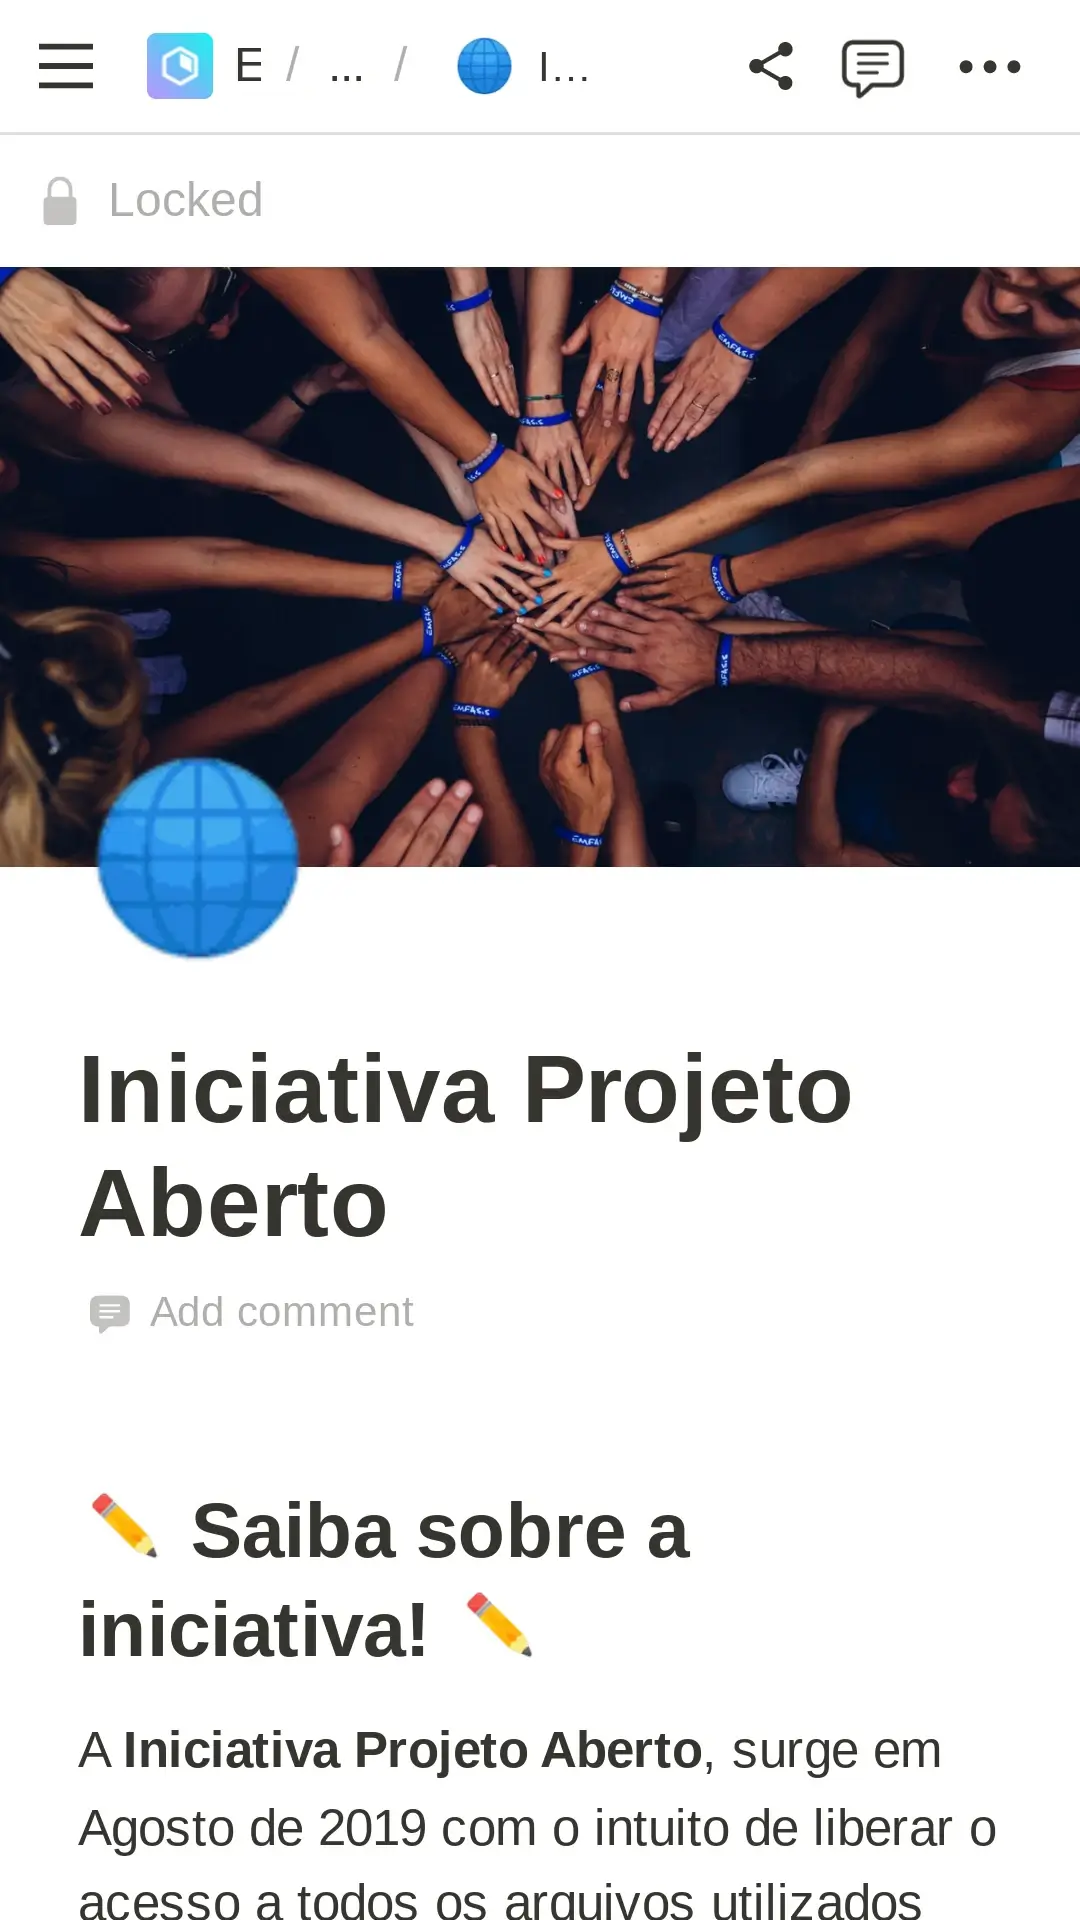 E / ... / I...
Locked
EMFASIS
Iniciativa Projeto
Aberto
Add comment
Saiba sobre a
iniciativa!
A Iniciativa Projeto Aberto, surge em
Agosto de 2019 com o intuito de liberar o
acesso a todos os arquivos utilizados